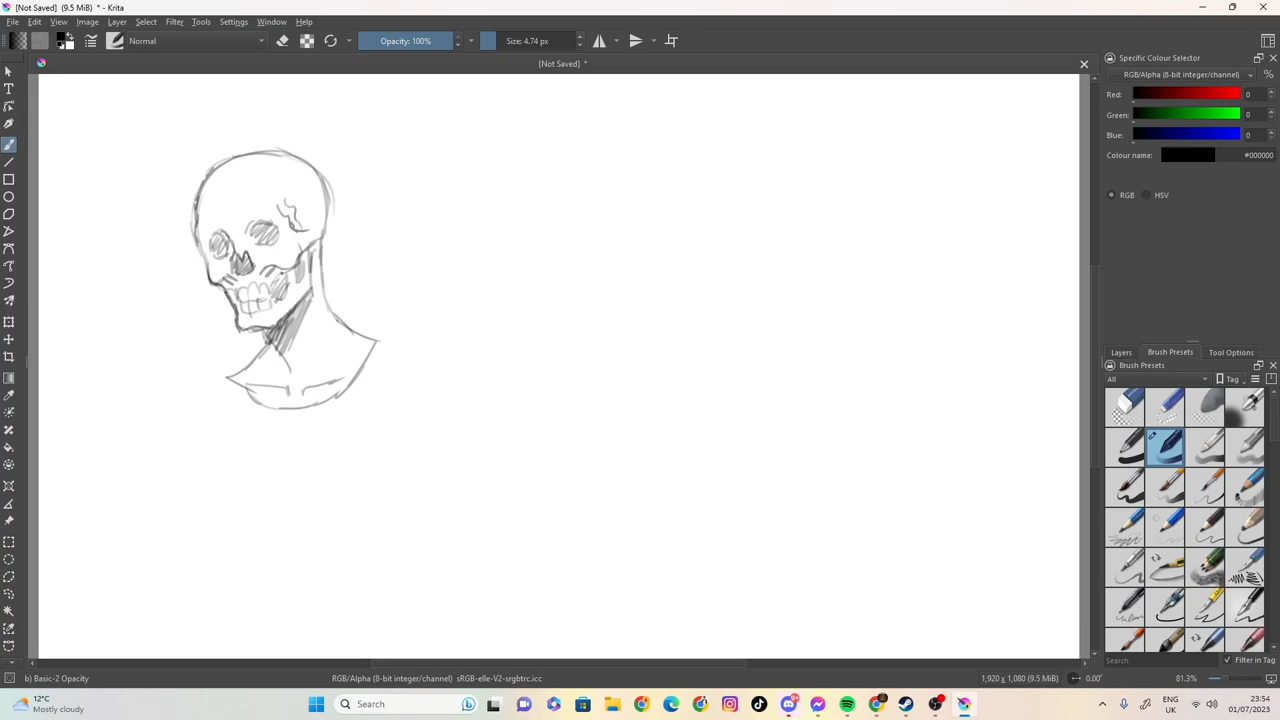 [Not Saved] (9.5 MiB) * - Krita
File Edit View Image Layer Select Filter Tools Settings Window Help
Normal
Opacity: 100%
Size: 4.74 px
[Not Saved] *
Specific Colour Selector
RGB/Alpha (8-bit integer/channel)
%
Red: 0
Green: 0
Blue: 0
Colour name: #000000
RGB HSV
Layers Brush Presets Tool Options
Brush Presets
All
Tag
Search
Filter in Tag
b) Basic-2 Opacity
RGB/Alpha (8-bit integer/channel) sRGB-elle-V2-srgbtrc.icc
1,920 x 1,080 (9.5 MiB)
0.00°
81.3%
12°C
Mostly cloudy
Search
ENG
UK
23:54
01/07/2023